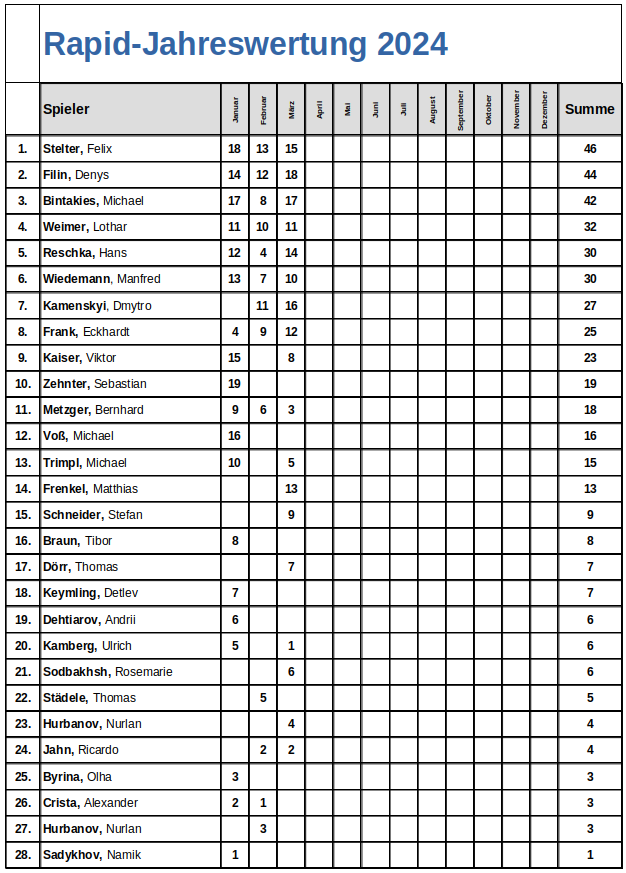 Rapid-Jahreswertung 2024
Spieler Januar Februar März April Mai Juni Juli August September Oktober November Dezember Summe
1. Stelter, Felix 18 13 15 46
2. Filin, Denys 14 12 18 44
3. Bintakies, Michael 17 8 17 42
4. Weimer, Lothar 11 10 11 32
5. Reschka, Hans 12 4 14 30
6. Wiedemann, Manfred 13 7 10 30
7. Kamenskyi, Dmytro 11 16 27
8. Frank, Eckhardt 4 9 12 25
9. Kaiser, Viktor 15 8 23
10. Zehnter, Sebastian 19 19
11. Metzger, Bernhard 9 6 3 18
12. Voß, Michael 16 16
13. Trimpl, Michael 10 5 15
14. Frenkel, Matthias 13 13
15. Schneider, Stefan 9 9
16. Braun, Tibor 8 8
17. Dörr, Thomas 7 7
18. Keymling, Detlev 7 7
19. Dehtiarov, Andrii 6 6
20. Kamberg, Ulrich 5 1 6
21. Sodbakhsh, Rosemarie 6 6
22. Städele, Thomas 5 5
23. Hurbanov, Nurlan 4 4
24. Jahn, Ricardo 2 2 4
25. Byrina, Olha 3 3
26. Crista, Alexander 2 1 3
27. Hurbanov, Nurlan 3 3
28. Sadykhov, Namik 1 1